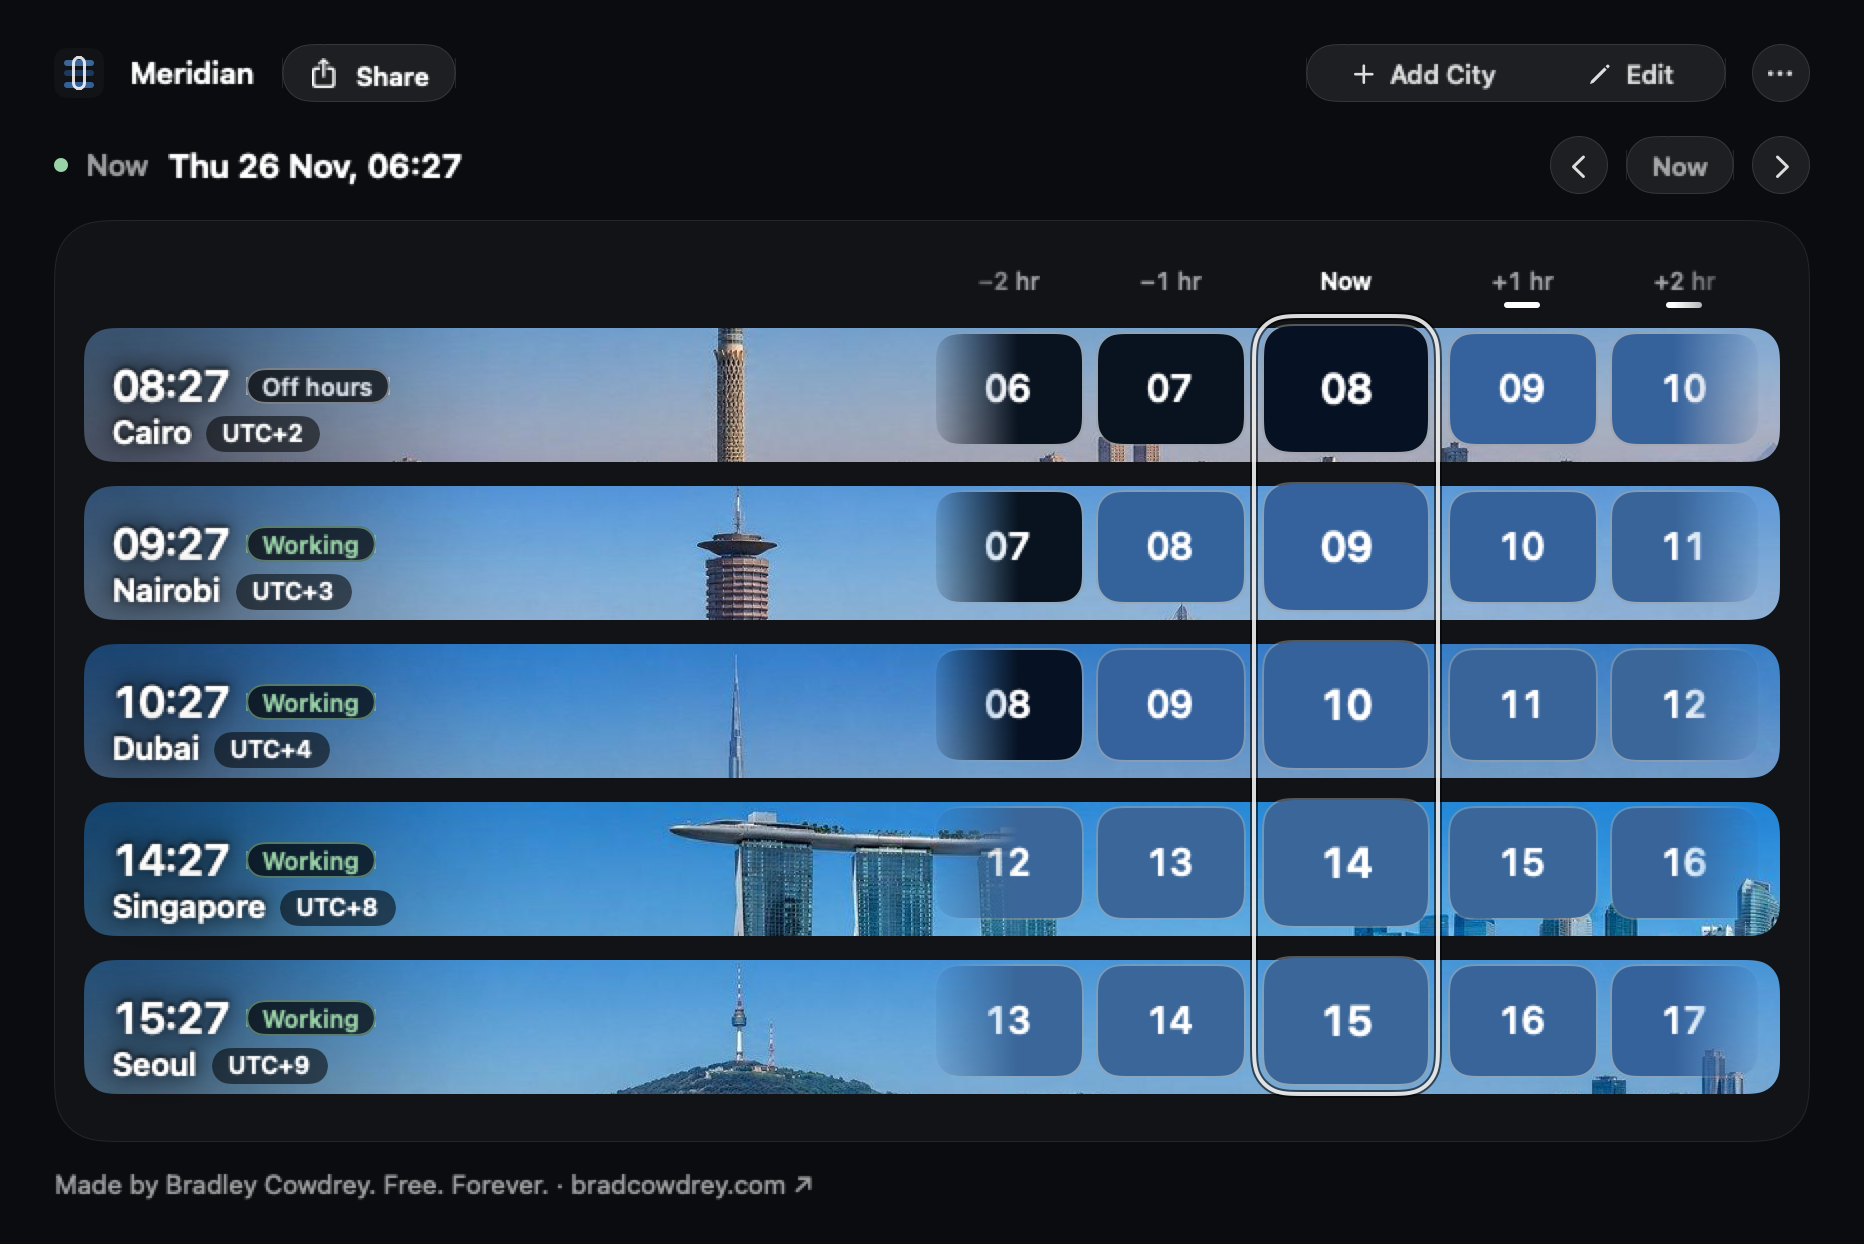 Meridian Share + Add City Edit ...
Now Thu 26 Nov, 06:27 Now
−2 hr −1 hr Now +1 hr +2 hr
08:27 Off hours 06 07 08 09 10
Cairo UTC+2
09:27 Working 07 08 09 10 11
Nairobi UTC+3
10:27 Working 08 09 10 11 12
Dubai UTC+4
14:27 Working 12 13 14 15 16
Singapore UTC+8
15:27 Working 13 14 15 16 17
Seoul UTC+9
Made by Bradley Cowdrey. Free. Forever. · bradcowdrey.com ↗